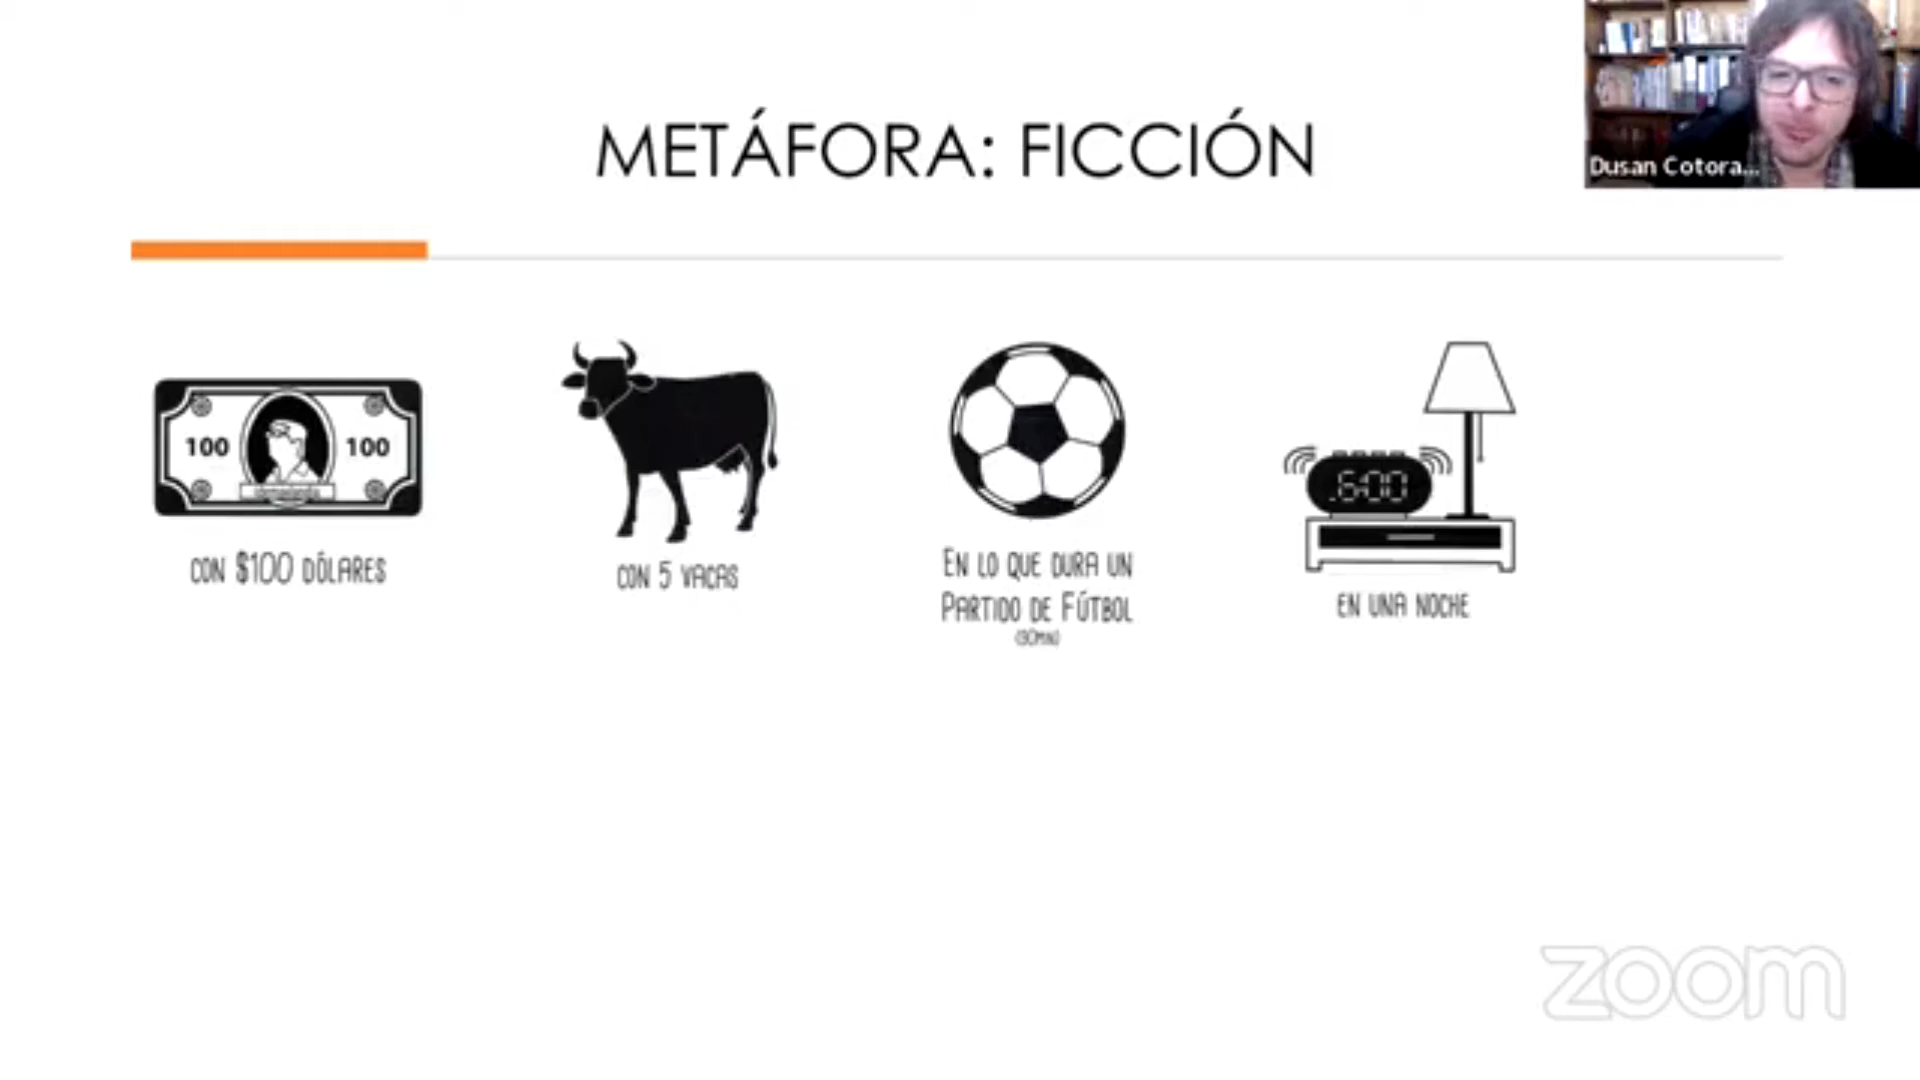 METÁFORA: FICCIÓN
Dusan Cotora...
100 100
6:00
CON $100 DÓLARES
CON 5 VACAS
EN LO QUE DURA UN
PARTIDO DE FÚTBOL
(90MIN)
EN UNA NOCHE
zoom